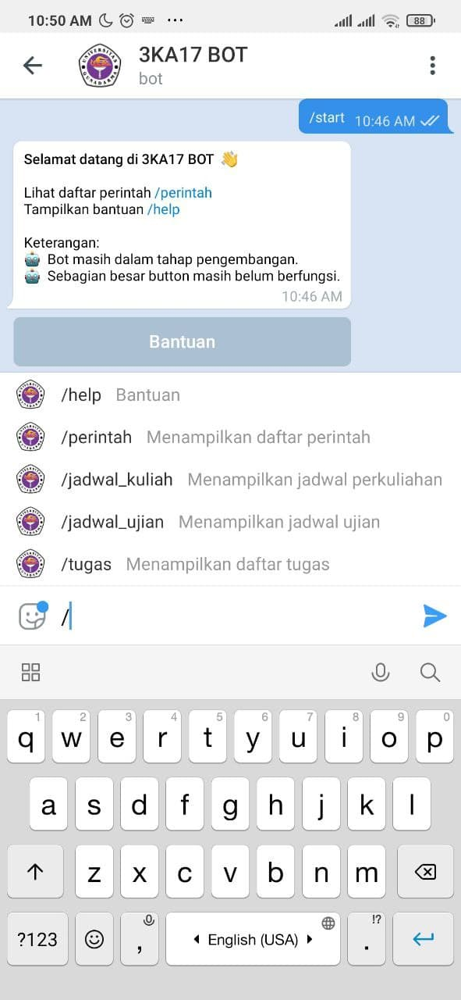 10:50 AM
88
3KA17 BOT
bot
/start 10:46 AM
Selamat datang di 3KA17 BOT 👋
Lihat daftar perintah /perintah
Tampilkan bantuan /help
Keterangan:
🤖 Bot masih dalam tahap pengembangan.
🤖 Sebagian besar button masih belum berfungsi.
10:46 AM
Bantuan
/help Bantuan
/perintah Menampilkan daftar perintah
/jadwal_kuliah Menampilkan jadwal perkuliahan
/jadwal_ujian Menampilkan jadwal ujian
/tugas Menampilkan daftar tugas
/
1 2 3 4 5 6 7 8 9 0
q w e r t y u i o p
a s d f g h j k l
z x c v b n m
!?
?123 , English (USA) .